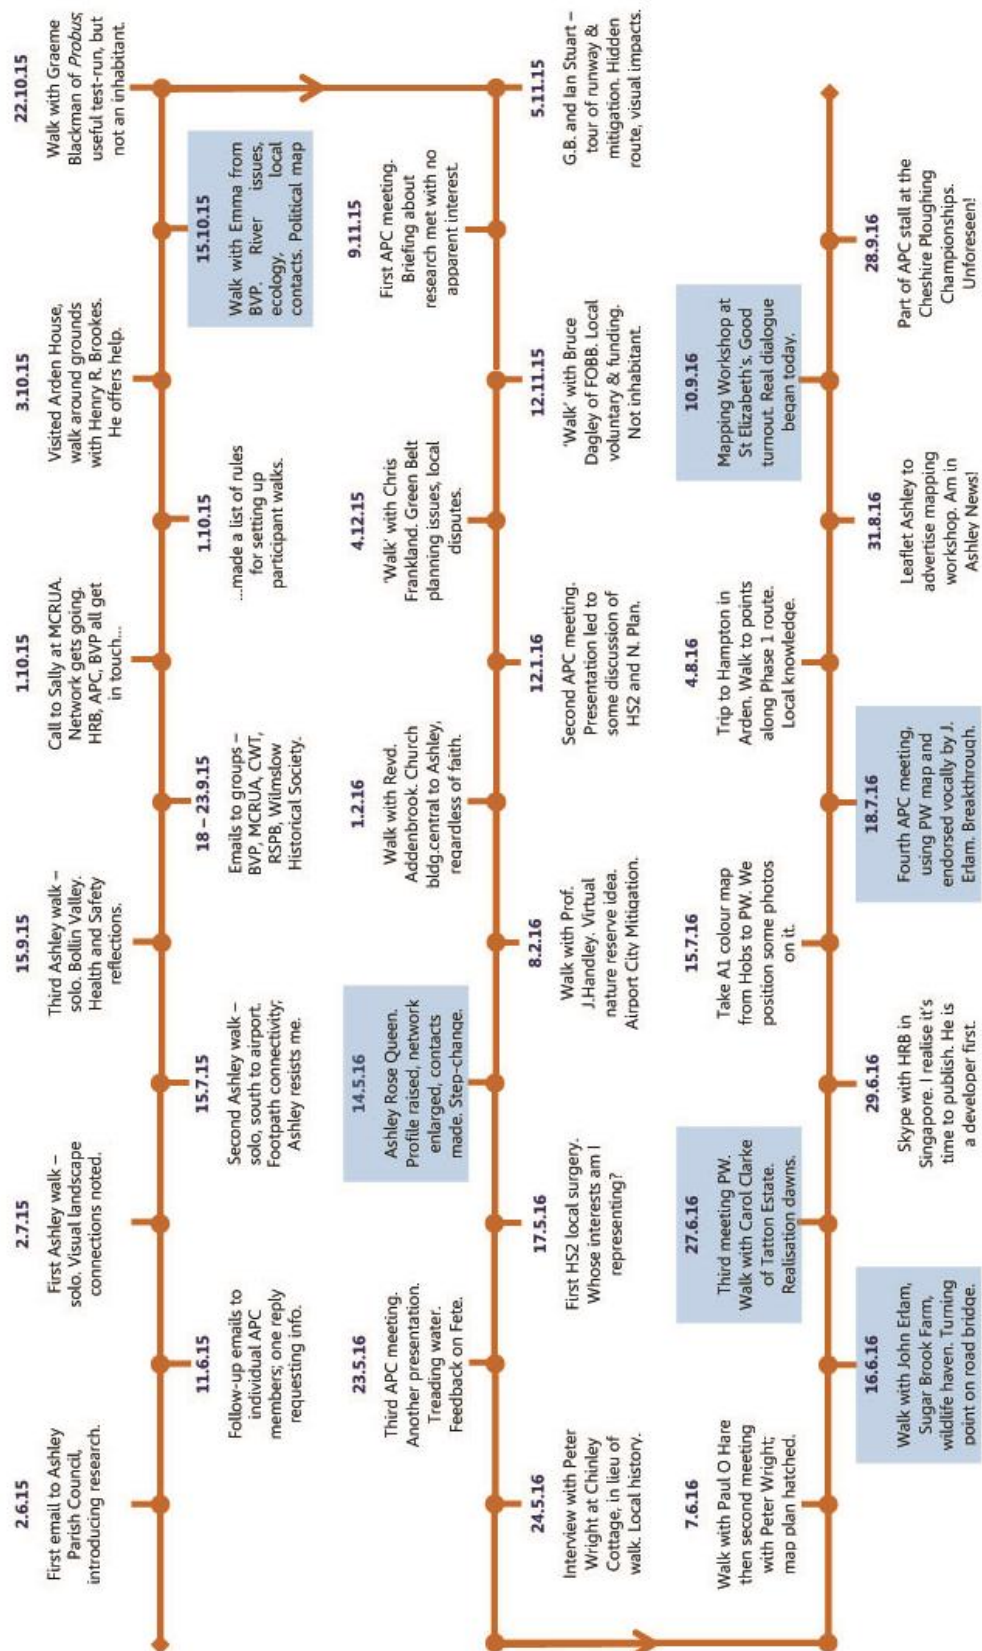 2.6.15
First email to Ashley
Parish Council,
introducing research.
11.6.15
Follow-up emails to
individual APC
members; one reply
requesting info.
2.7.15
First Ashley walk –
solo. Visual landscape
connections noted.
15.7.15
Second Ashley walk –
solo, south to airport.
Footpath connectivity;
Ashley resists me.
15.9.15
Third Ashley walk –
solo. Bollin Valley.
Health and Safety
reflections.
18 – 23.9.15
Emails to groups –
BVP, MCRUA, CWT,
RSPB, Wilmslow
Historical Society.
1.10.15
Call to Sally at MCRUA.
Network gets going.
HRB, APC, BVP all get
in touch...
1.10.15
...made a list of rules
for setting up
participant walks.
3.10.15
Visited Arden House,
walk around grounds
with Henry R. Brookes.
He offers help.
15.10.15
Walk with Emma from
BVP. River issues,
ecology, local
contacts. Political map
22.10.15
Walk with Graeme
Blackman of Probus;
useful test-run, but
not an inhabitant.
5.11.15
G.B. and Ian Stuart –
tour of runway &
mitigation. Hidden
route, visual impacts.
9.11.15
First APC meeting.
Briefing about
research met with no
apparent interest.
12.11.15
'Walk' with Bruce
Dagley of FOBB. Local
voluntary & funding.
Not inhabitant.
4.12.15
'Walk' with Chris
Frankland. Green Belt
planning issues, local
disputes.
12.1.16
Second APC meeting.
Presentation led to
some discussion of
HS2 and N. Plan.
1.2.16
Walk with Revd.
Addenbrook. Church
bldg.central to Ashley,
regardless of faith.
8.2.16
Walk with Prof.
J.Handley. Virtual
nature reserve idea.
Airport City Mitigation.
14.5.16
Ashley Rose Queen.
Profile raised, network
enlarged, contacts
made. Step-change.
17.5.16
First HS2 local surgery.
Whose interests am I
representing?
23.5.16
Third APC meeting.
Another presentation.
Treading water.
Feedback on Fete.
24.5.16
Interview with Peter
Wright at Chinley
Cottage, in lieu of
walk. Local history.
7.6.16
Walk with Paul O Hare
then second meeting
with Peter Wright;
map plan hatched.
16.6.16
Walk with John Erlam,
Sugar Brook Farm,
wildlife haven. Turning
point on road bridge.
27.6.16
Third meeting PW.
Walk with Carol Clarke
of Tatton Estate.
Realisation dawns.
29.6.16
Skype with HRB in
Singapore. I realise it's
time to publish. He is
a developer first.
15.7.16
Take A1 colour map
from Hobs to PW. We
position some photos
on it.
18.7.16
Fourth APC meeting,
using PW map and
endorsed vocally by J.
Erlam. Breakthrough.
4.8.16
Trip to Hampton in
Arden. Walk to points
along Phase 1 route.
Local knowledge.
31.8.16
Leaflet Ashley to
advertise mapping
workshop. Am in
Ashley News!
10.9.16
Mapping Workshop at
St Elizabeth's. Good
turnout. Real dialogue
began today.
28.9.16
Part of APC stall at the
Cheshire Ploughing
Championships.
Unforeseen!